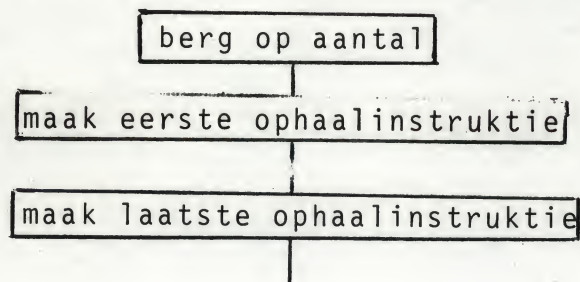 berg op aantal
maak eerste ophaalinstruktie
maak laatste ophaalinstruktie